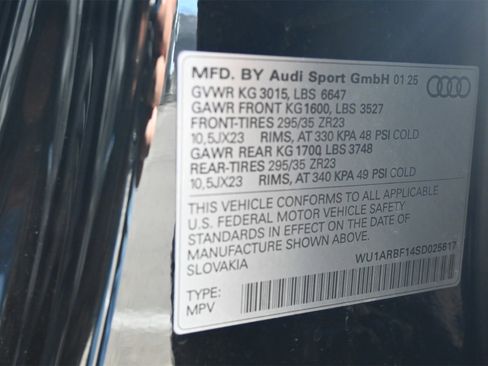 MFD. BY Audi Sport GmbH 01 25
GVWR KG 3015, LBS 6647
GAWR FRONT KG1600, LBS 3527
FRONT-TIRES 295/35 ZR23
10,5JX23 RIMS, AT 330 KPA 48 PSI COLD
GAWR REAR KG1700 LBS 3748
REAR-TIRES 295/35 ZR23
10,5JX23 RIMS, AT 340 KPA 49 PSI COLD
THIS VEHICLE CONFORMS TO ALL APPLICABLE
U.S. FEDERAL MOTOR VEHICLE SAFETY
STANDARDS IN EFFECT ON THE DATE OF
MANUFACTURE SHOWN ABOVE.
SLOVAKIA
WU1ARBF14SD025617
TYPE:
MPV